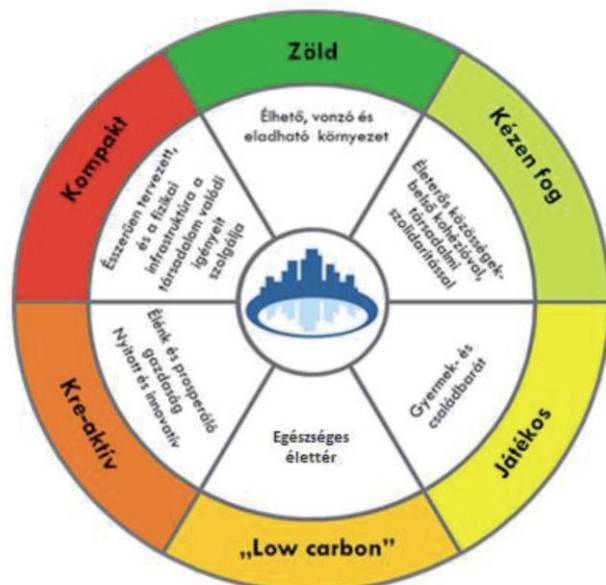 Zöld
Élhető, vonzó és
eladható környezet
Kézen fog
Életerős közösségek-
belső kohézióval,
társadalmi
szolidaritással
Játékos
Gyermek- és
családbarát
„Low carbon”
Egészséges
élettér
Kre-aktív
Élénk és prosperáló
gazdaság
Nyitott és innovatív
Kompakt
Ésszerűen tervezett,
és a fizikai
infrastruktúra a
társadalom valódi
igényeit
szolgálja